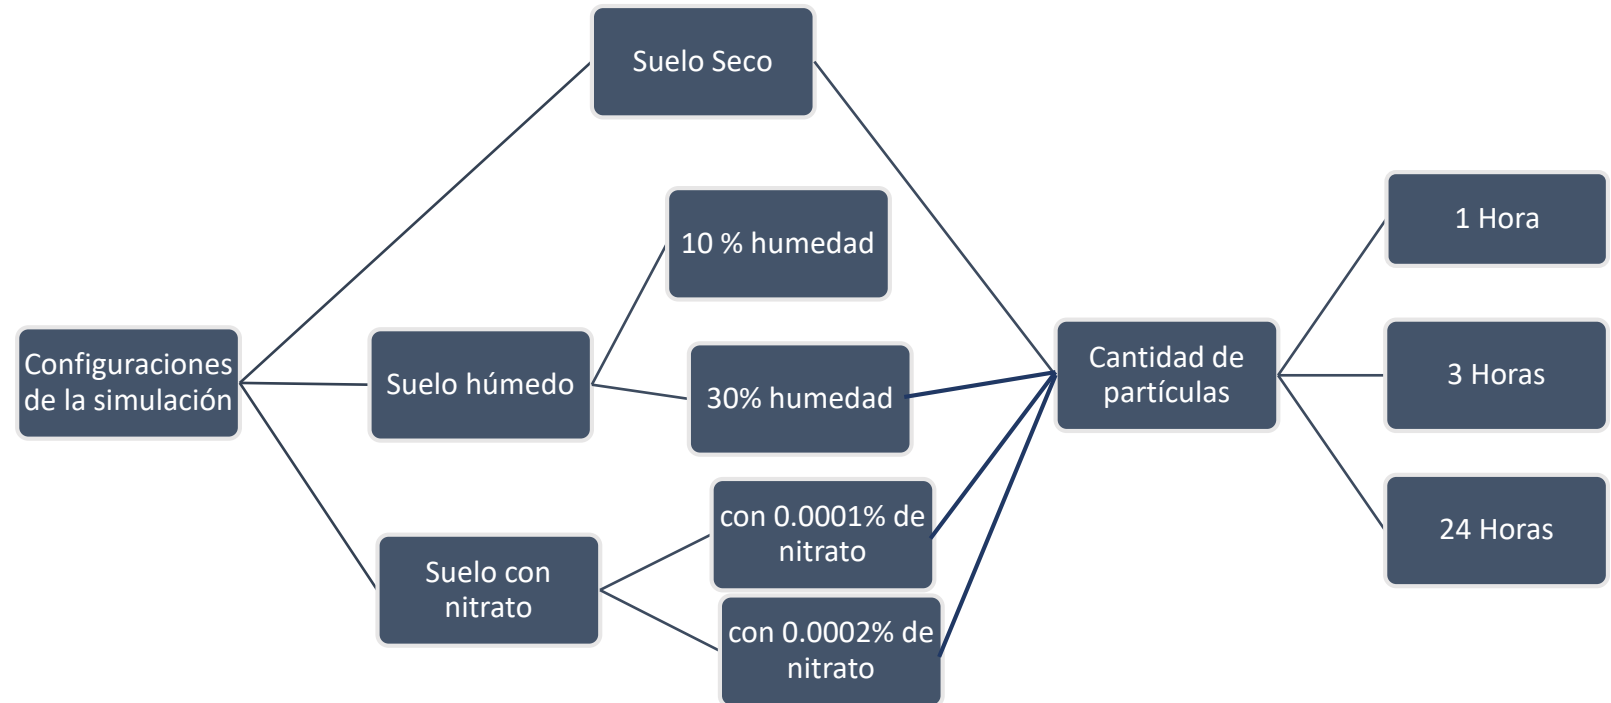 Suelo Seco
10 % humedad
1 Hora
Configuraciones
de la simulación
Suelo húmedo
30% humedad
Cantidad de
partículas
3 Horas
con 0.0001% de
nitrato
24 Horas
Suelo con
nitrato
con 0.0002% de
nitrato